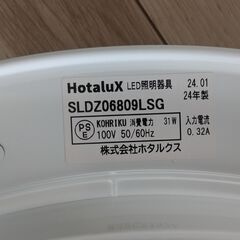 HotaluX LED照明器具 24.01
SLDZ06809LSG 24年製
PS E KOHRIKU 消費電力 31W 入力電流
100V 50/60Hz 0.32A
株式会社ホタルクス